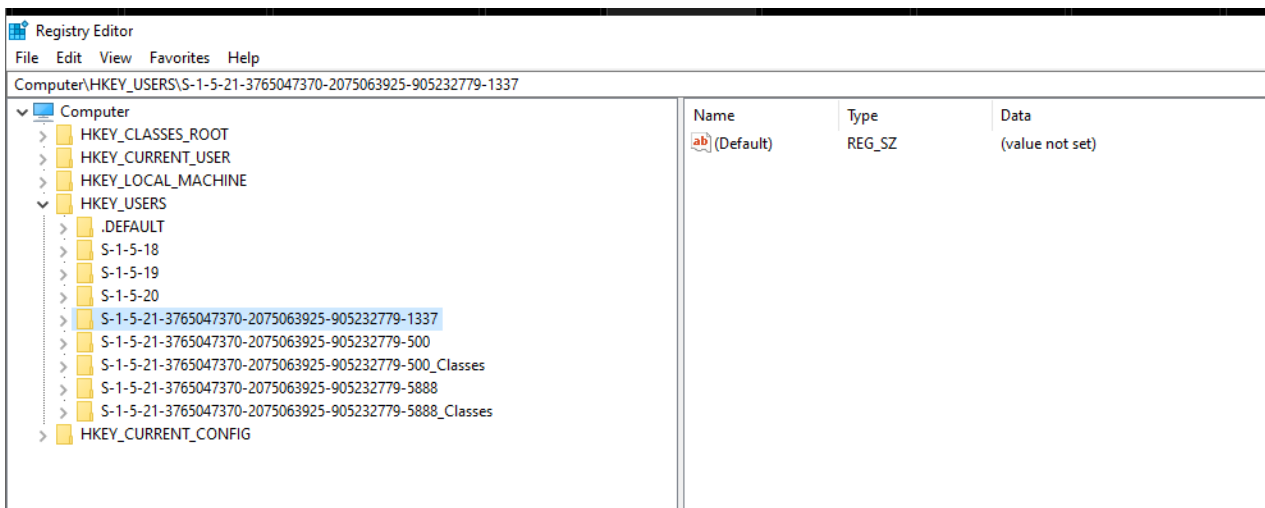 Registry Editor
File Edit View Favorites Help
Computer\HKEY_USERS\S-1-5-21-3765047370-2075063925-905232779-1337
Computer
HKEY_CLASSES_ROOT
HKEY_CURRENT_USER
HKEY_LOCAL_MACHINE
HKEY_USERS
.DEFAULT
S-1-5-18
S-1-5-19
S-1-5-20
S-1-5-21-3765047370-2075063925-905232779-1337
S-1-5-21-3765047370-2075063925-905232779-500
S-1-5-21-3765047370-2075063925-905232779-500_Classes
S-1-5-21-3765047370-2075063925-905232779-5888
S-1-5-21-3765047370-2075063925-905232779-5888_Classes
HKEY_CURRENT_CONFIG
Name Type Data
ab (Default) REG_SZ (value not set)